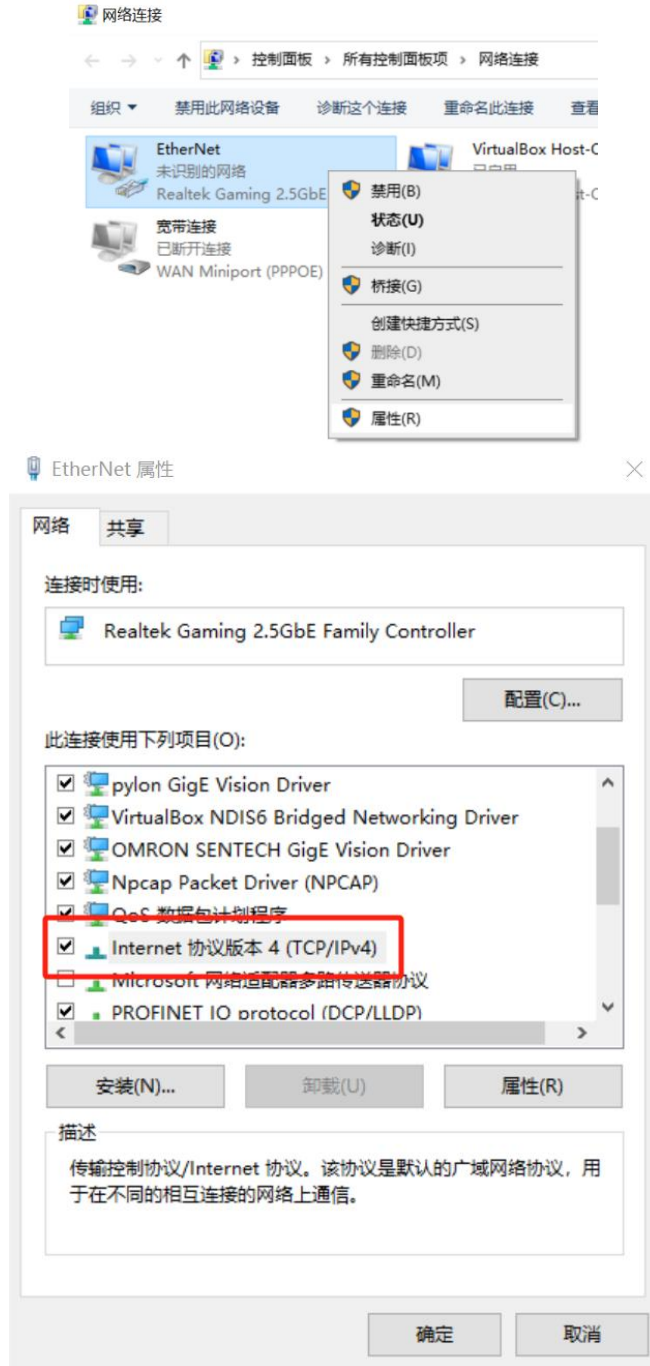 网络连接
控制面板 › 所有控制面板项 › 网络连接
组织 禁用此网络设备 诊断这个连接 重命名此连接 查看
EtherNet
未识别的网络
Realtek Gaming 2.5GbE
VirtualBox Host-C
宽带连接
已断开连接
WAN Miniport (PPPOE)
禁用(B)
状态(U)
诊断(I)
桥接(G)
创建快捷方式(S)
删除(D)
重命名(M)
属性(R)
EtherNet 属性
网络 共享
连接时使用:
Realtek Gaming 2.5GbE Family Controller
配置(C)...
此连接使用下列项目(O):
pylon GigE Vision Driver
VirtualBox NDIS6 Bridged Networking Driver
OMRON SENTECH GigE Vision Driver
Npcap Packet Driver (NPCAP)
QoS 数据包计划程序
Internet 协议版本 4 (TCP/IPv4)
Microsoft 网络适配器多路传送器协议
PROFINET IO protocol (DCP/LLDP)
安装(N)... 卸载(U) 属性(R)
描述
传输控制协议/Internet 协议。该协议是默认的广域网络协议，用
于在不同的相互连接的网络上通信。
确定 取消